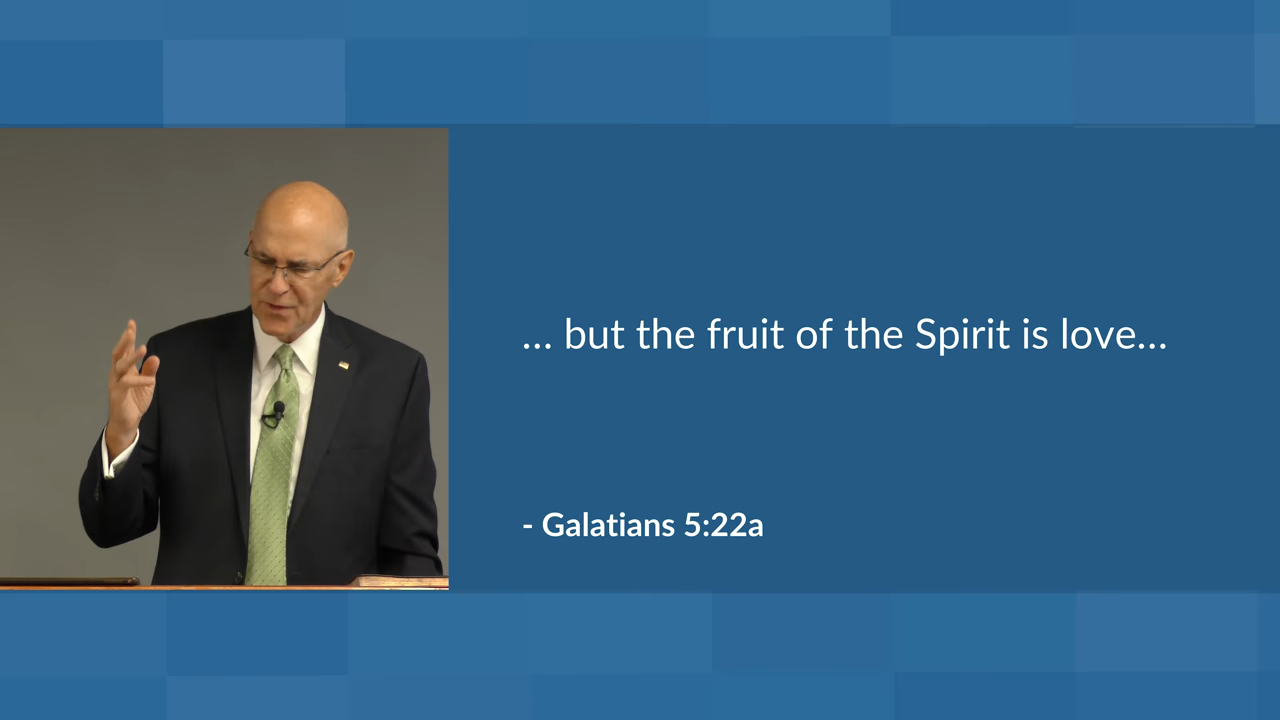 ... but the fruit of the Spirit is love...
- Galatians 5:22a